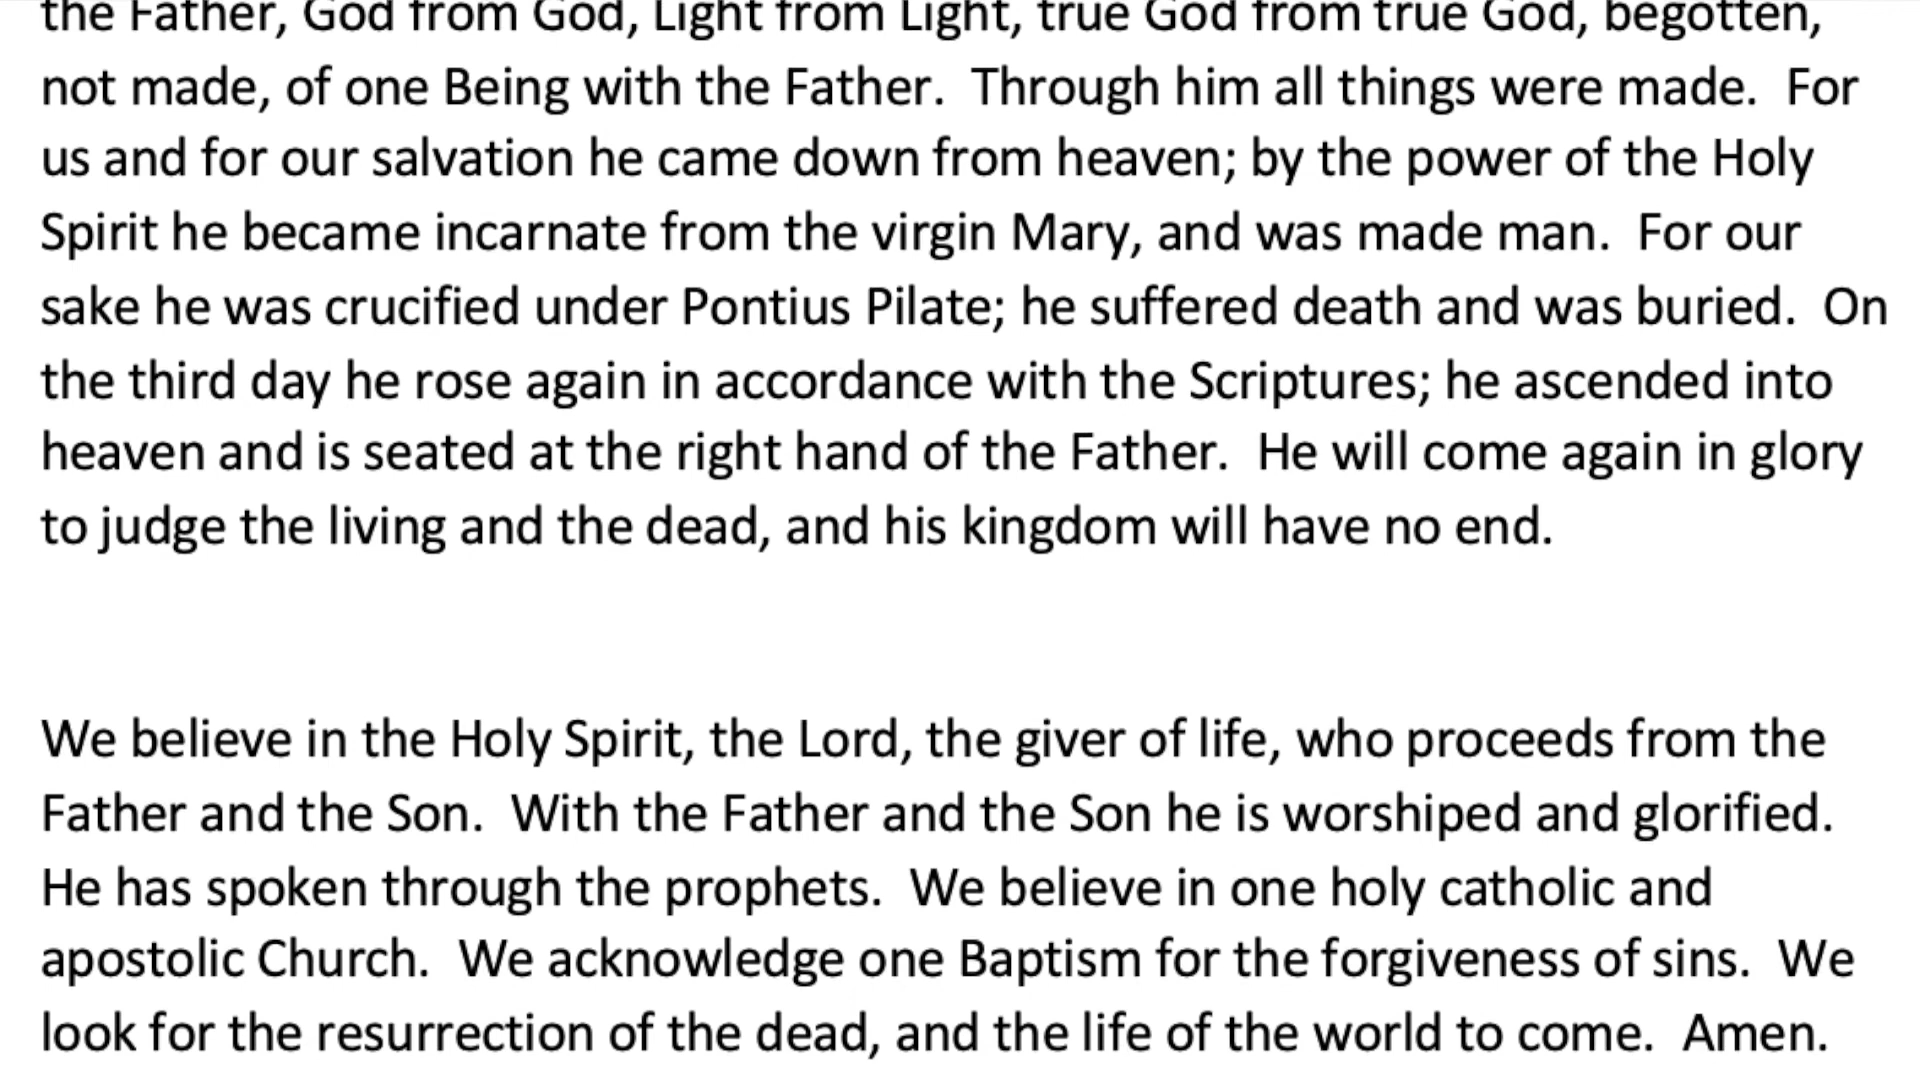 the Father, God from God, Light from Light, true God from true God, begotten,
not made, of one Being with the Father.  Through him all things were made.  For
us and for our salvation he came down from heaven; by the power of the Holy
Spirit he became incarnate from the virgin Mary, and was made man.  For our
sake he was crucified under Pontius Pilate; he suffered death and was buried.  On
the third day he rose again in accordance with the Scriptures; he ascended into
heaven and is seated at the right hand of the Father.  He will come again in glory
to judge the living and the dead, and his kingdom will have no end.
We believe in the Holy Spirit, the Lord, the giver of life, who proceeds from the
Father and the Son.  With the Father and the Son he is worshiped and glorified.
He has spoken through the prophets.  We believe in one holy catholic and
apostolic Church.  We acknowledge one Baptism for the forgiveness of sins.  We
look for the resurrection of the dead, and the life of the world to come.  Amen.